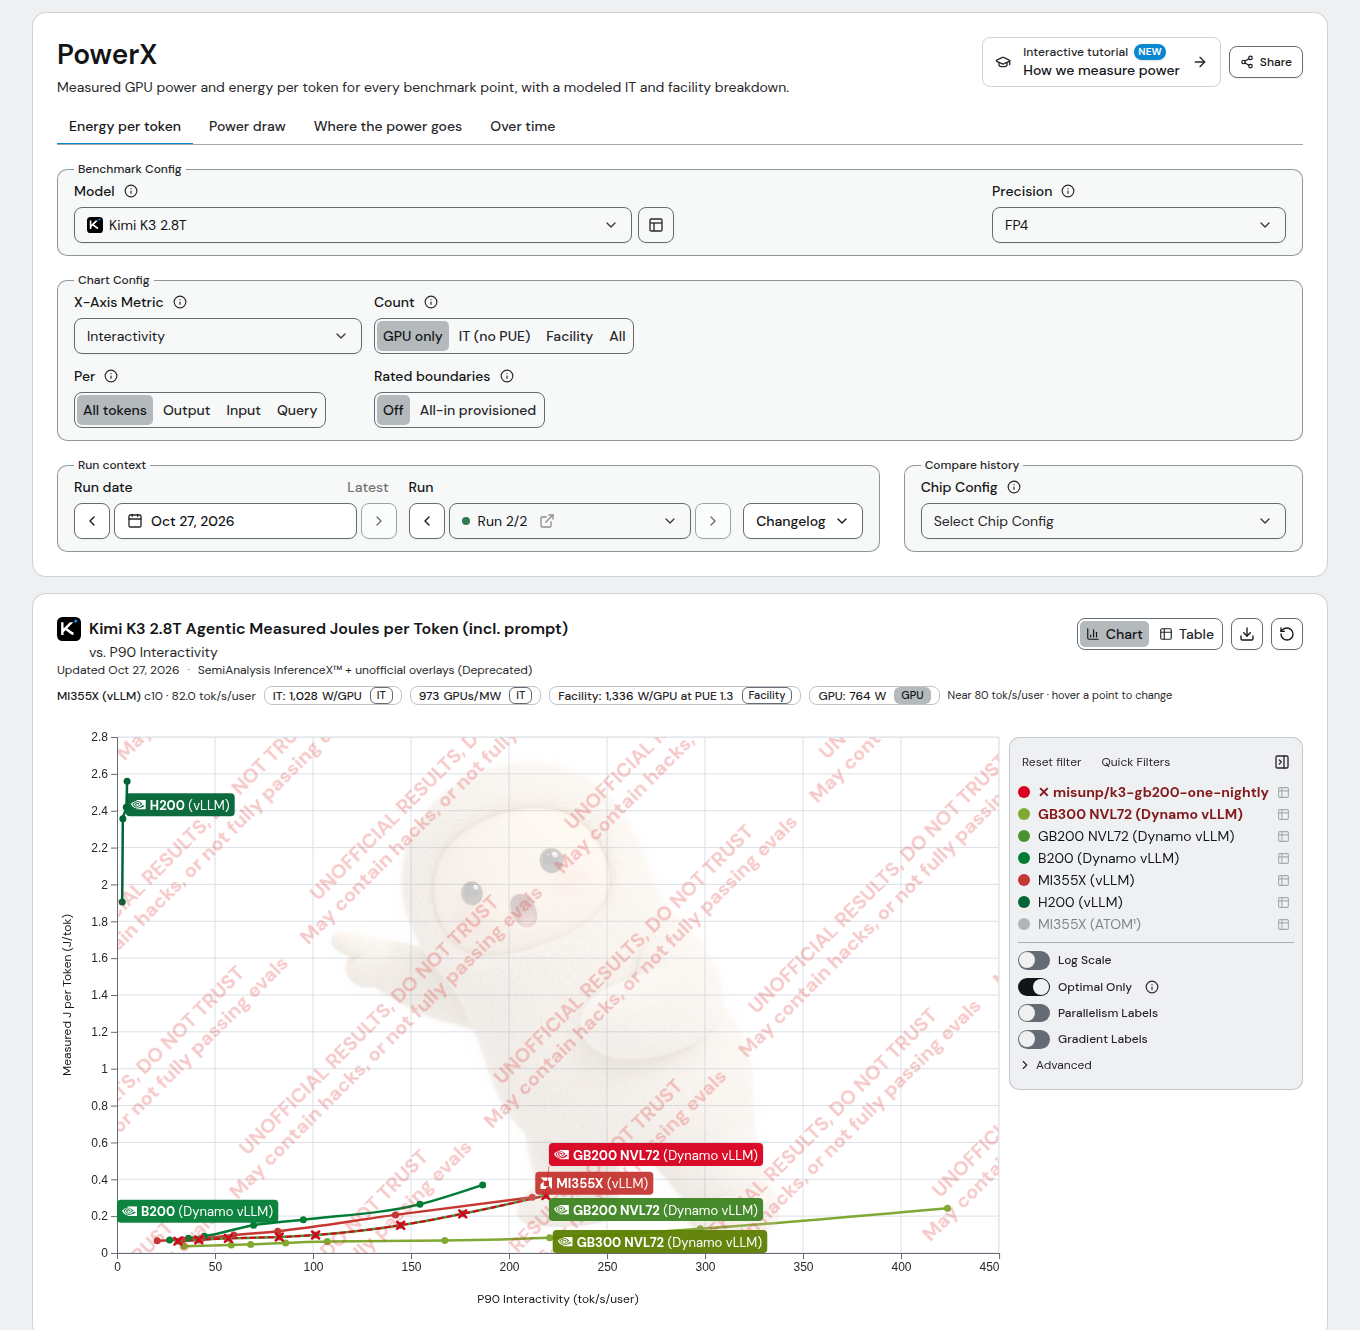 PowerX
Measured GPU power and energy per token for every benchmark point, with a modeled IT and facility breakdown.
Interactive tutorial NEW
How we measure power
Share
Energy per token Power draw Where the power goes Over time
Benchmark Config
Model Precision
Kimi K3 2.8T FP4
Chart Config
X-Axis Metric Count
Interactivity GPU only IT (no PUE) Facility All
Per Rated boundaries
All tokens Output Input Query Off All-in provisioned
Run context Compare history
Run date Latest Run Chip Config
Oct 27, 2026 Run 2/2 Changelog Select Chip Config
Kimi K3 2.8T Agentic Measured Joules per Token (incl. prompt)
vs. P90 Interactivity
Chart Table
Updated Oct 27, 2026 · SemiAnalysis InferenceX™ + unofficial overlays (Deprecated)
MI355X (vLLM) c10 · 82.0 tok/s/user IT: 1,028 W/GPU IT 973 GPUs/MW IT Facility: 1,336 W/GPU at PUE 1.3 Facility GPU: 764 W GPU Near 80 tok/s/user · hover a point to change
Measured J per Token (J/tok)
2.8
2.6
2.4
2.2
2
1.8
1.6
1.4
1.2
1
0.8
0.6
0.4
0.2
0
0 50 100 150 200 250 300 350 400 450
P90 Interactivity (tok/s/user)
H200 (vLLM)
B200 (Dynamo vLLM)
GB200 NVL72 (Dynamo vLLM)
MI355X (vLLM)
GB200 NVL72 (Dynamo vLLM)
GB300 NVL72 (Dynamo vLLM)
UNOFFICIAL RESULTS, DO NOT TRUST
May contain hacks, or not fully passing evals
Reset filter Quick Filters
✕ misunp/k3-gb200-one-nightly
GB300 NVL72 (Dynamo vLLM)
GB200 NVL72 (Dynamo vLLM)
B200 (Dynamo vLLM)
MI355X (vLLM)
H200 (vLLM)
MI355X (ATOM¹)
Log Scale
Optimal Only
Parallelism Labels
Gradient Labels
Advanced